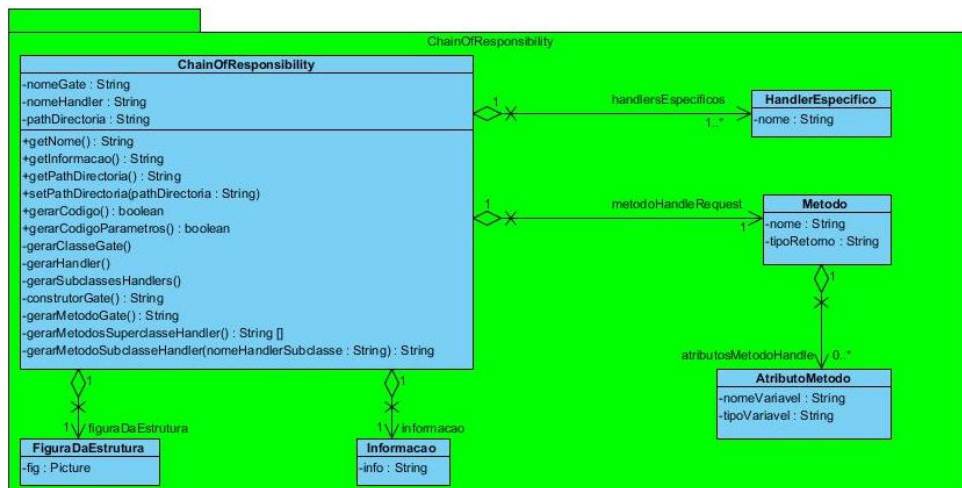 ChainOfResponsibility
ChainOfResponsibility
-nomeGate : String
-nomeHandler : String
-pathDirectoria : String
+getNome() : String
+getInformacao() : String
+getPathDirectoria() : String
+setPathDirectoria(pathDirectoria : String)
+gerarCodigo() : boolean
+gerarCodigoParametros() : boolean
-gerarClasseGate()
-gerarHandler()
-gerarSubclassesHandlers()
-construtorGate() : String
-gerarMetodoGate() : String
-gerarMetodosSuperclasseHandler() : String []
-gerarMetodoSubclasseHandler(nomeHandlerSubclasse : String) : String
1
handlersEspecificos
1..*
HandlerEspecifico
-nome : String
1
metodoHandleRequest
1
Metodo
-nome : String
-tipoRetorno : String
1
atributosMetodoHandle
0..*
AtributoMetodo
-nomeVariavel : String
-tipoVariavel : String
1
1
figuraDaEstrutura
FiguraDaEstrutura
-fig : Picture
1
1
informacao
Informacao
-info : String